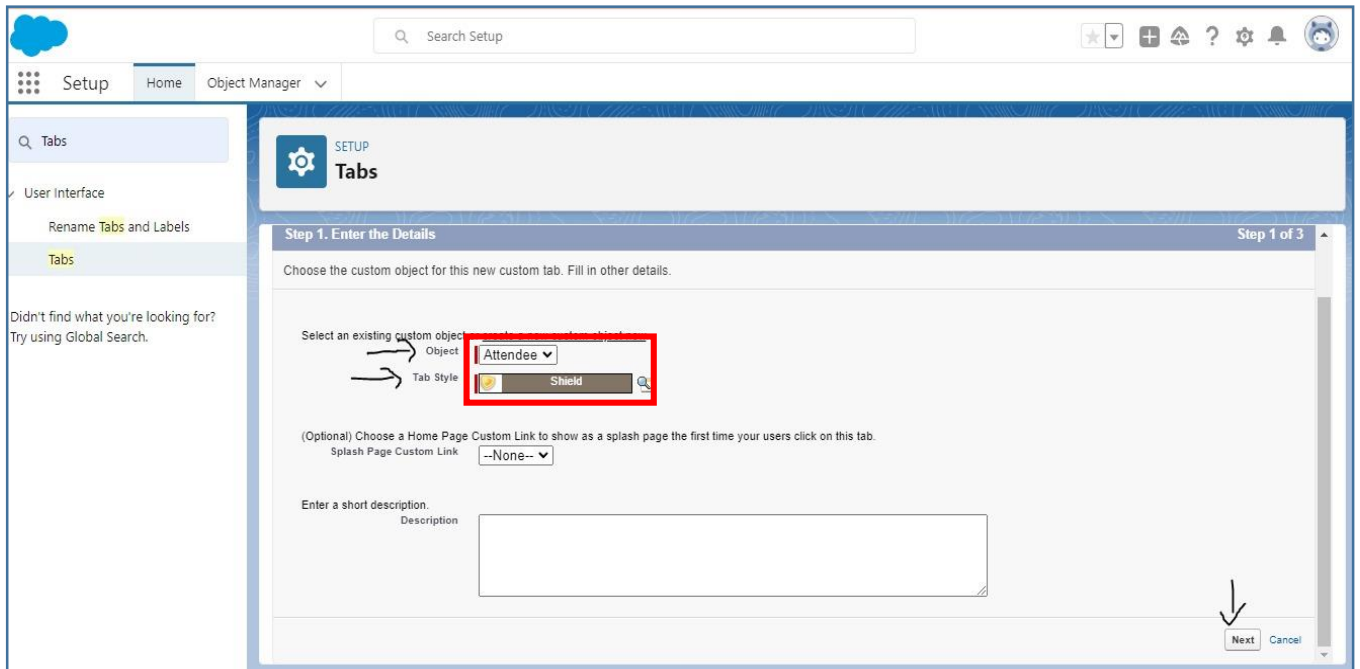 Search Setup
Setup Home Object Manager
Tabs
User Interface
Rename Tabs and Labels
Tabs
Didn't find what you're looking for?
Try using Global Search.
SETUP
Tabs
Step 1. Enter the Details Step 1 of 3
Choose the custom object for this new custom tab. Fill in other details.
Select an existing custom object
Object Attendee
Tab Style Shield
(Optional) Choose a Home Page Custom Link to show as a splash page the first time your users click on this tab.
Splash Page Custom Link --None--
Enter a short description.
Description
Next Cancel